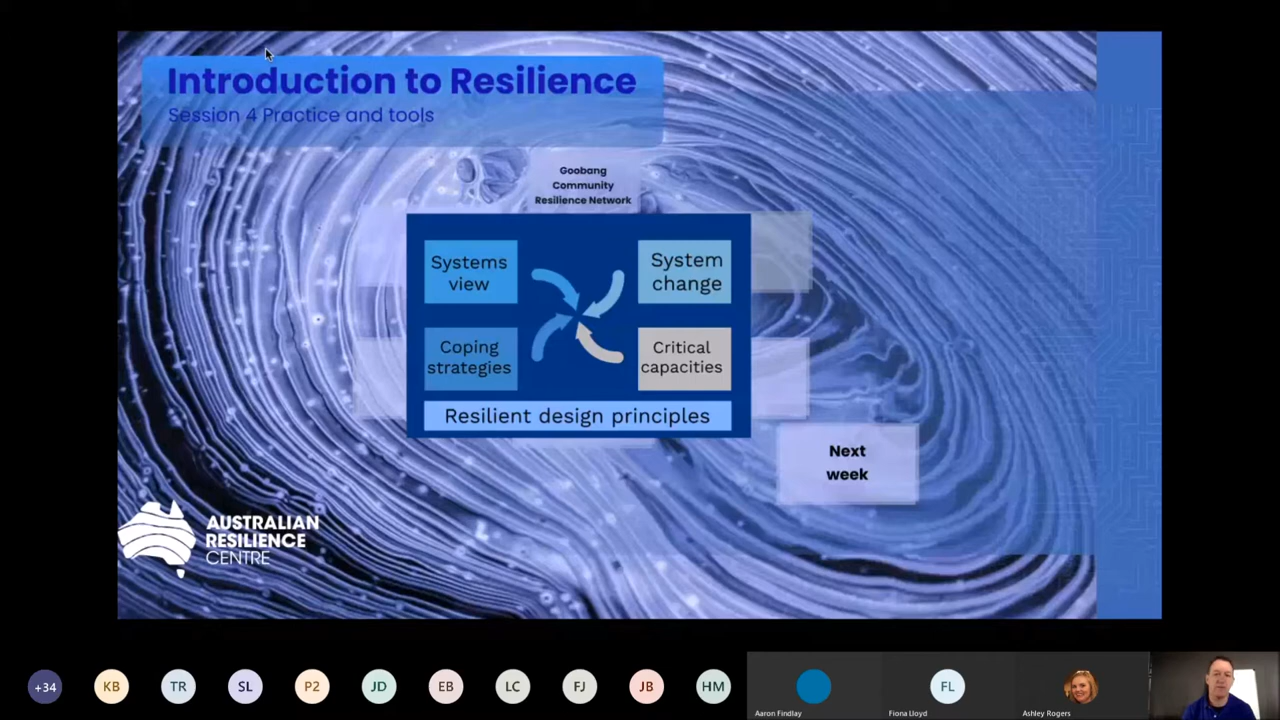 Introduction to Resilience
Session 4 Practice and tools
Goobang
Community
Resilience Network
Systems
view
System
change
Coping
strategies
Critical
capacities
Resilient design principles
Next
week
AUSTRALIAN
RESILIENCE
CENTRE
+34
KB
TR
SL
P2
JD
EB
LC
FJ
JB
HM
FL
Aaron Findlay
Fiona Lloyd
Ashley Rogers